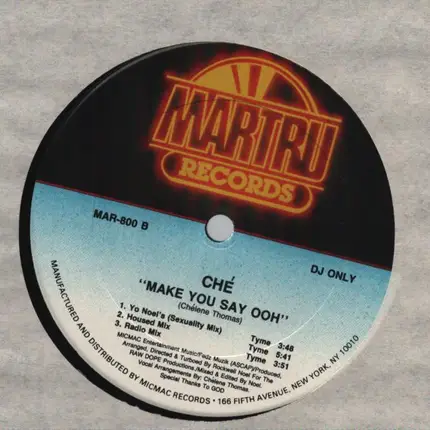 MARTRU
RECORDS
MAR-800 B
DJ ONLY
CHÉ
"MAKE YOU SAY OOH"
(Chélene Thomas)
1. Yo Noel's (Sexuality Mix) Tyme 3:48
2. Housed Mix Tyme 5:41
3. Radio Mix Tyme 3:51
MICMAC Entertainment Music/Fedz Muzik (ASCAP)/Produced,
Arranged, Directed & Turboed By Rockwell Noel For The
RAW DOPE Productions/Mixed & Edited By Noel.
Vocal Arrangements By: Chélene Thomas.
Special Thanks To GOD
MANUFACTURED AND DISTRIBUTED BY MICMAC RECORDS • 166 FIFTH AVENUE, NEW YORK, NY 10010